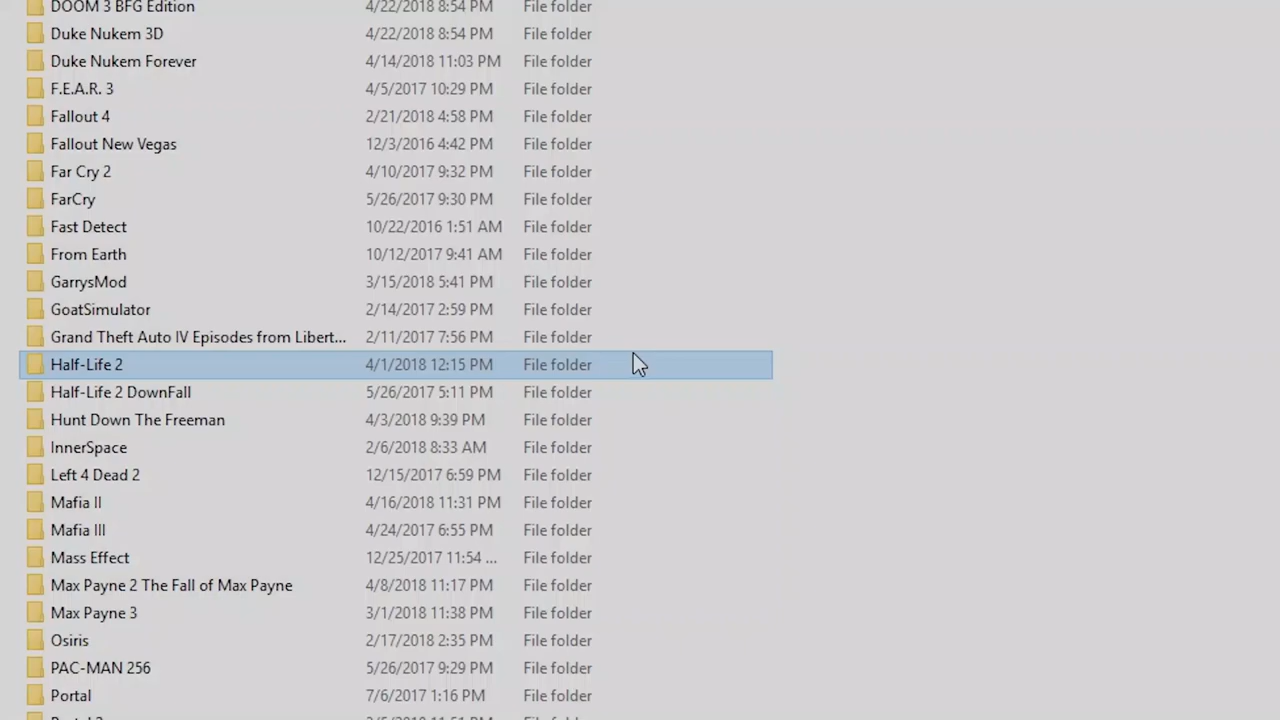 DOOM 3 BFG Edition 4/22/2018 8:54 PM File folder
Duke Nukem 3D 4/22/2018 8:54 PM File folder
Duke Nukem Forever 4/14/2018 11:03 PM File folder
F.E.A.R. 3 4/5/2017 10:29 PM File folder
Fallout 4 2/21/2018 4:58 PM File folder
Fallout New Vegas 12/3/2016 4:42 PM File folder
Far Cry 2 4/10/2017 9:32 PM File folder
FarCry 5/26/2017 9:30 PM File folder
Fast Detect 10/22/2016 1:51 AM File folder
From Earth 10/12/2017 9:41 AM File folder
GarrysMod 3/15/2018 5:41 PM File folder
GoatSimulator 2/14/2017 2:59 PM File folder
Grand Theft Auto IV Episodes from Libert... 2/11/2017 7:56 PM File folder
Half-Life 2 4/1/2018 12:15 PM File folder
Half-Life 2 DownFall 5/26/2017 5:11 PM File folder
Hunt Down The Freeman 4/3/2018 9:39 PM File folder
InnerSpace 2/6/2018 8:33 AM File folder
Left 4 Dead 2 12/15/2017 6:59 PM File folder
Mafia II 4/16/2018 11:31 PM File folder
Mafia III 4/24/2017 6:55 PM File folder
Mass Effect 12/25/2017 11:54 ... File folder
Max Payne 2 The Fall of Max Payne 4/8/2018 11:17 PM File folder
Max Payne 3 3/1/2018 11:38 PM File folder
Osiris 2/17/2018 2:35 PM File folder
PAC-MAN 256 5/26/2017 9:29 PM File folder
Portal 7/6/2017 1:16 PM File folder